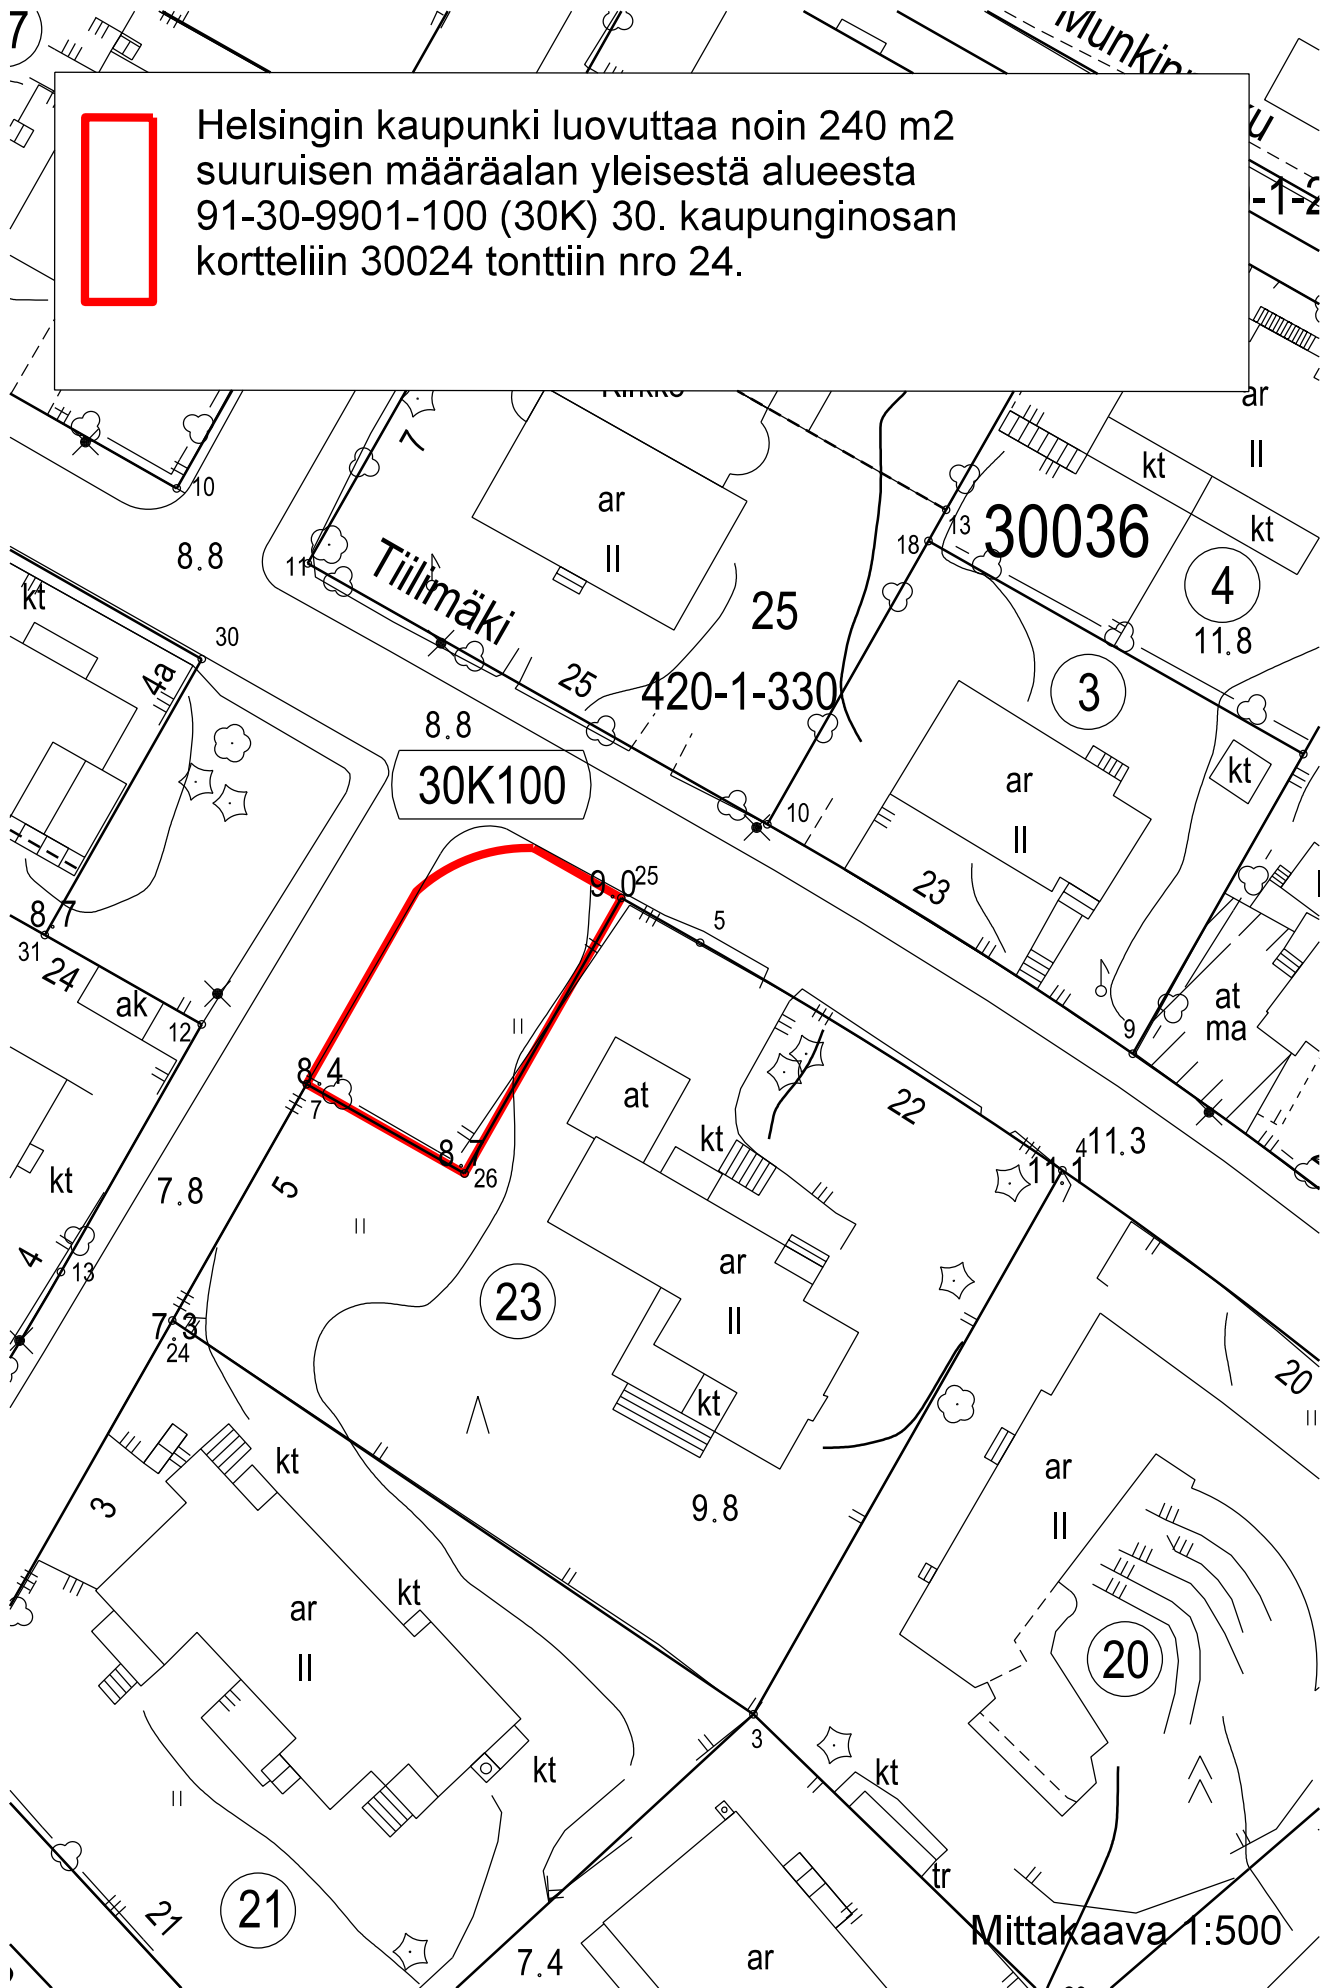 7
Helsingin kaupunki luovuttaa noin 240 m2
suuruisen määräalan yleisestä alueesta
91-30-9901-100 (30K) 30. kaupunginosan
kortteliin 30024 tonttiin nro 24.
ar
II
kt
kt
7
10
8.8
ar
II
13
18
30036
4
11.8
11
Tiilimäki
25
kt
30
4a
25
420-1-330
3
8.8
30K100
kt
ar
II
10
23
9.0
25
5
8.7
31
24
ak
12
at
ma
9
8.4
7
at
kt
22
8.7
26
4
11.3
11.1
kt
7.8
5
4
13
23
ar
II
7.3
24
20
kt
kt
3
9.8
ar
II
ar
II
kt
20
3
kt
kt
tr
21
21
7.4
ar
Mittakaava 1:500